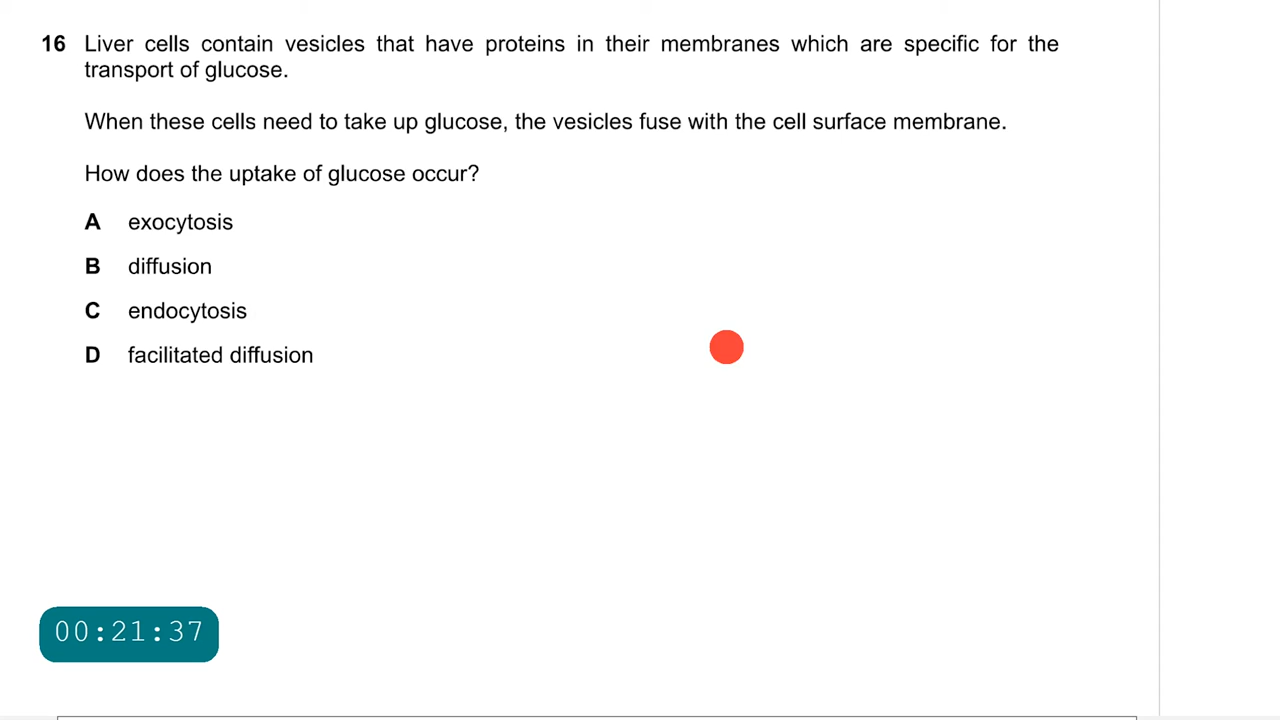 16 Liver cells contain vesicles that have proteins in their membranes which are specific for the
transport of glucose.
When these cells need to take up glucose, the vesicles fuse with the cell surface membrane.
How does the uptake of glucose occur?
A exocytosis
B diffusion
C endocytosis
D facilitated diffusion
00:21:37